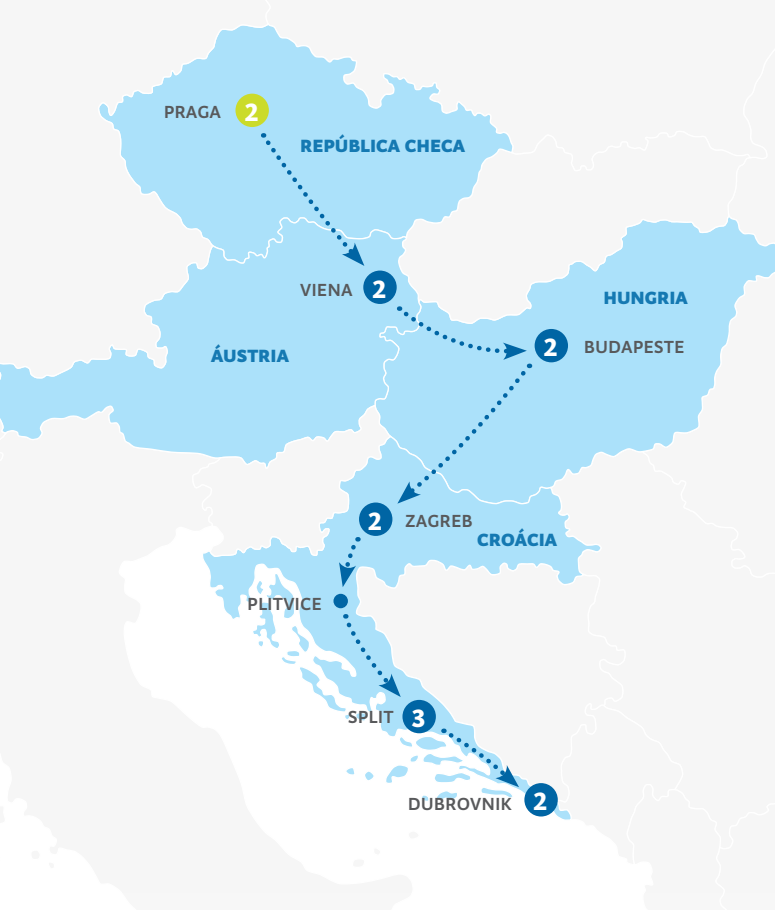 PRAGA 2
REPÚBLICA CHECA
VIENA 2
HUNGRIA
2 BUDAPESTE
ÁUSTRIA
2 ZAGREB
CROÁCIA
PLITVICE
SPLIT 3
DUBROVNIK 2